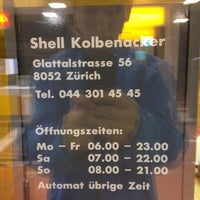 Shell Kolbenacker
Glattalstrasse 56
8052 Zürich
Tel. 044 301 45 45
Öffnungszeiten:
Mo – Fr 06.00 – 23.00
Sa 07.00 – 22.00
So 08.00 – 21.00
Automat übrige Zeit